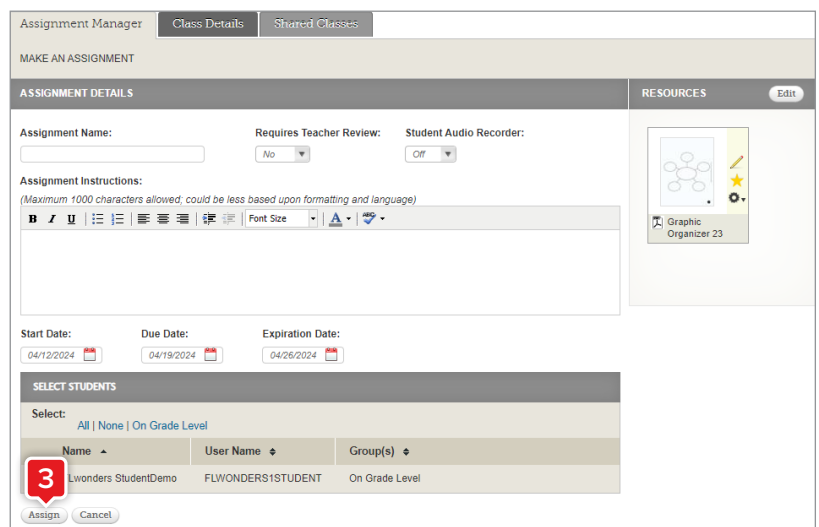 Assignment Manager Class Details Shared Classes
MAKE AN ASSIGNMENT
ASSIGNMENT DETAILS
RESOURCES Edit
Assignment Name: Requires Teacher Review: Student Audio Recorder:
No Off
Graphic
Organizer 23
Assignment Instructions:
(Maximum 1000 characters allowed; could be less based upon formatting and language)
B I U Font Size A ABC
Start Date: Due Date: Expiration Date:
04/12/2024 04/19/2024 04/26/2024
SELECT STUDENTS
Select:
All | None | On Grade Level
Name User Name Group(s)
Lwonders StudentDemo FLWONDERS1STUDENT On Grade Level
3
Assign Cancel